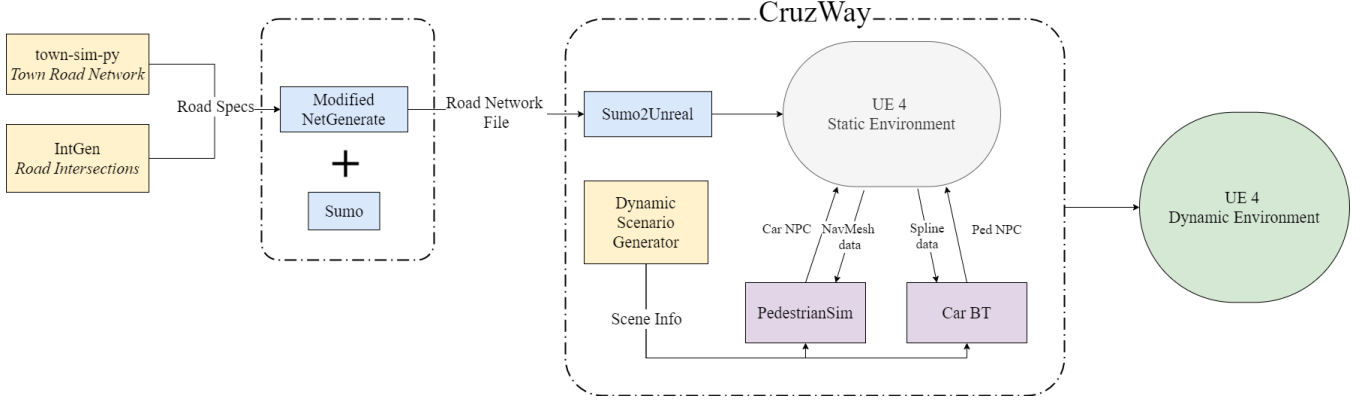 CruzWay
town-sim-py
Town Road Network
IntGen
Road Intersections
Road Specs
Modified
NetGenerate
+
Sumo
Road Network
File
Sumo2Unreal
UE 4
Static Environment
Dynamic
Scenario
Generator
Car NPC
NavMesh
data
Spline
data
Ped NPC
Scene Info
PedestrianSim
Car BT
UE 4
Dynamic Environment